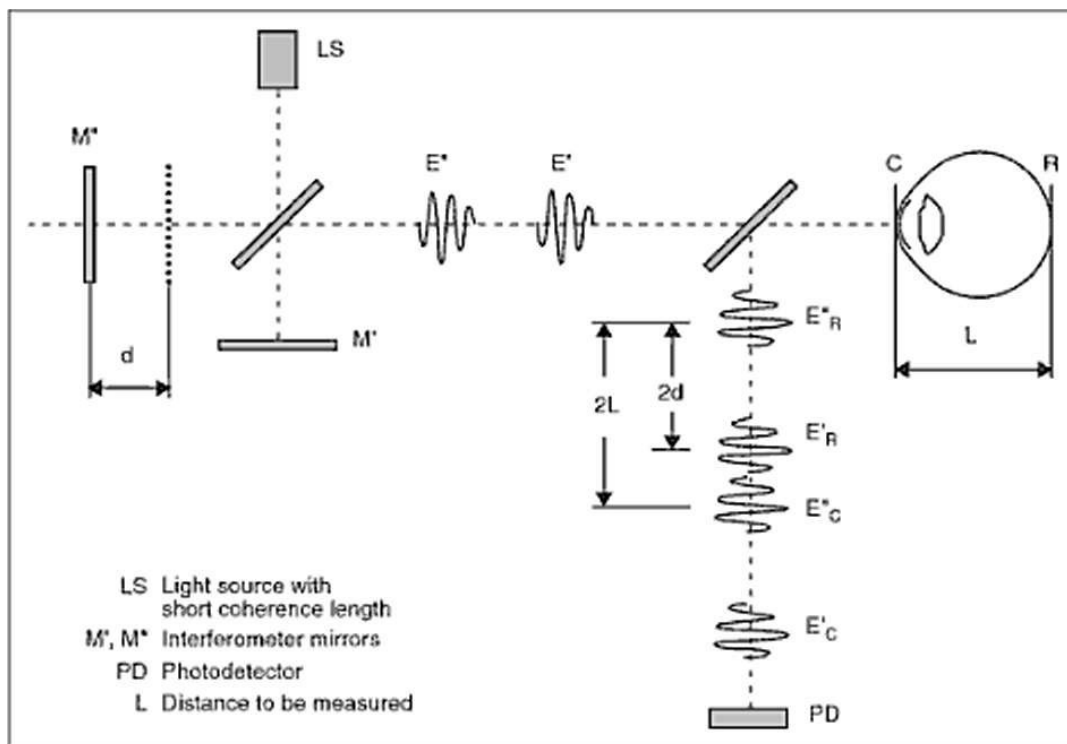 LS
M"
E"
E'
C
R
M'
E"R
L
d
2d
2L
E'R
E"C
LS Light source with
short coherence length
M', M" Interferometer mirrors
E'C
PD Photodetector
L Distance to be measured
PD